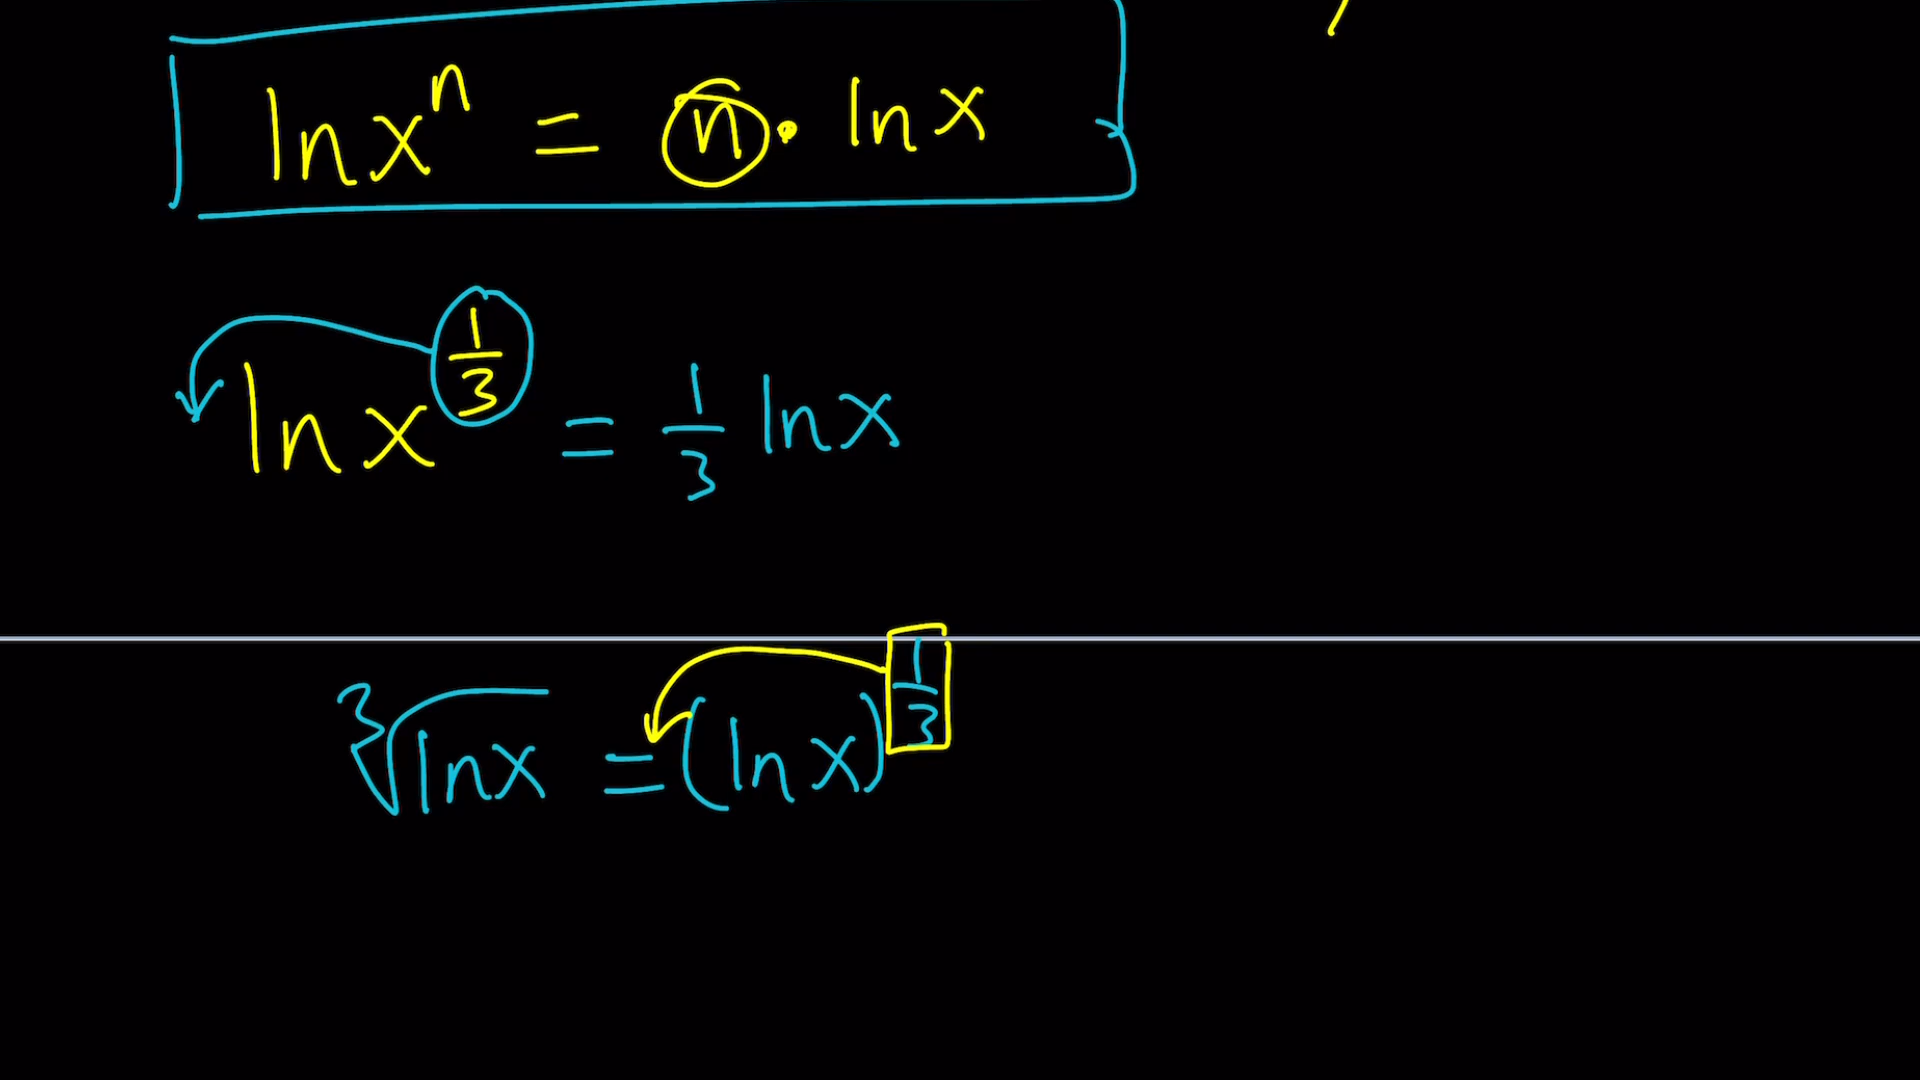 ln xⁿ = n · ln x
ln x^(1/3) = 1/3 ln x
∛ln x = (ln x)^(1/3)